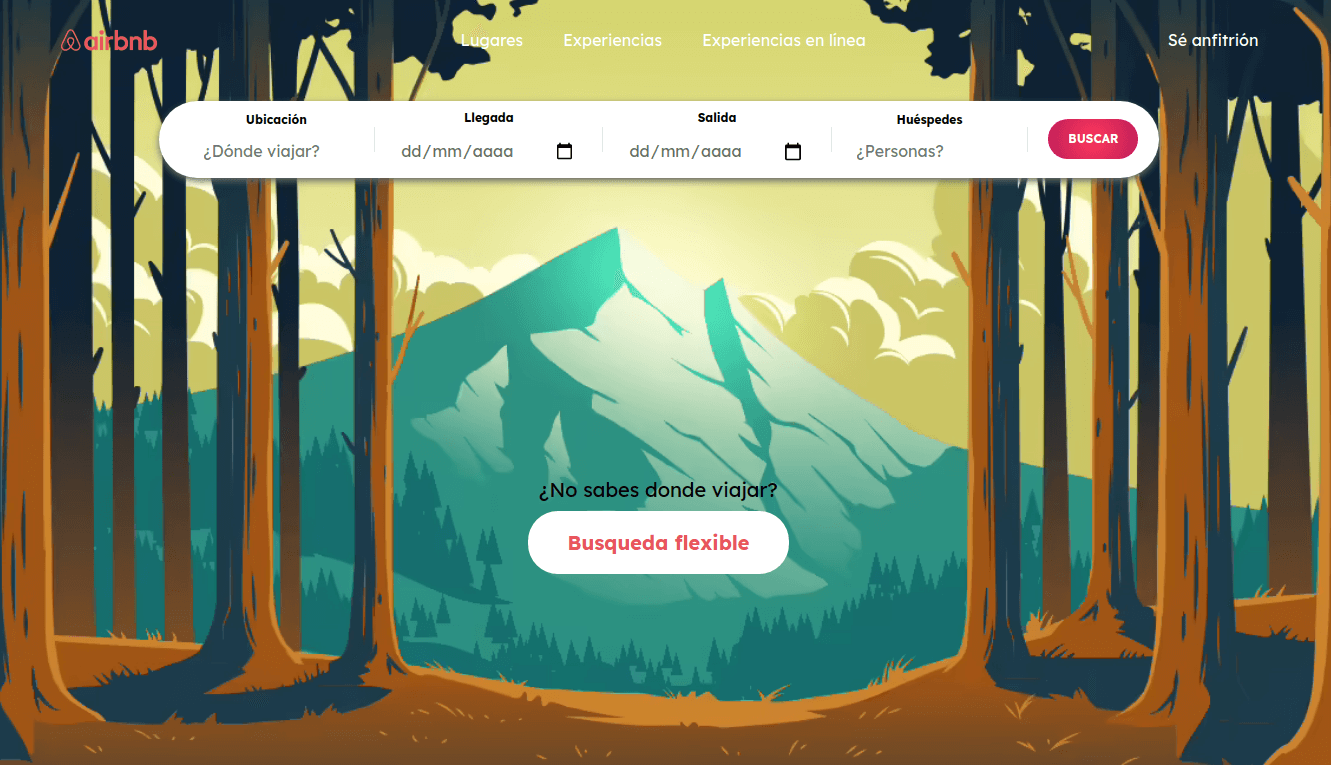 airbnb
Lugares Experiencias Experiencias en línea Sé anfitrión
Ubicación Llegada Salida Huéspedes
¿Dónde viajar? dd/mm/aaaa dd/mm/aaaa ¿Personas? BUSCAR
¿No sabes donde viajar?
Busqueda flexible